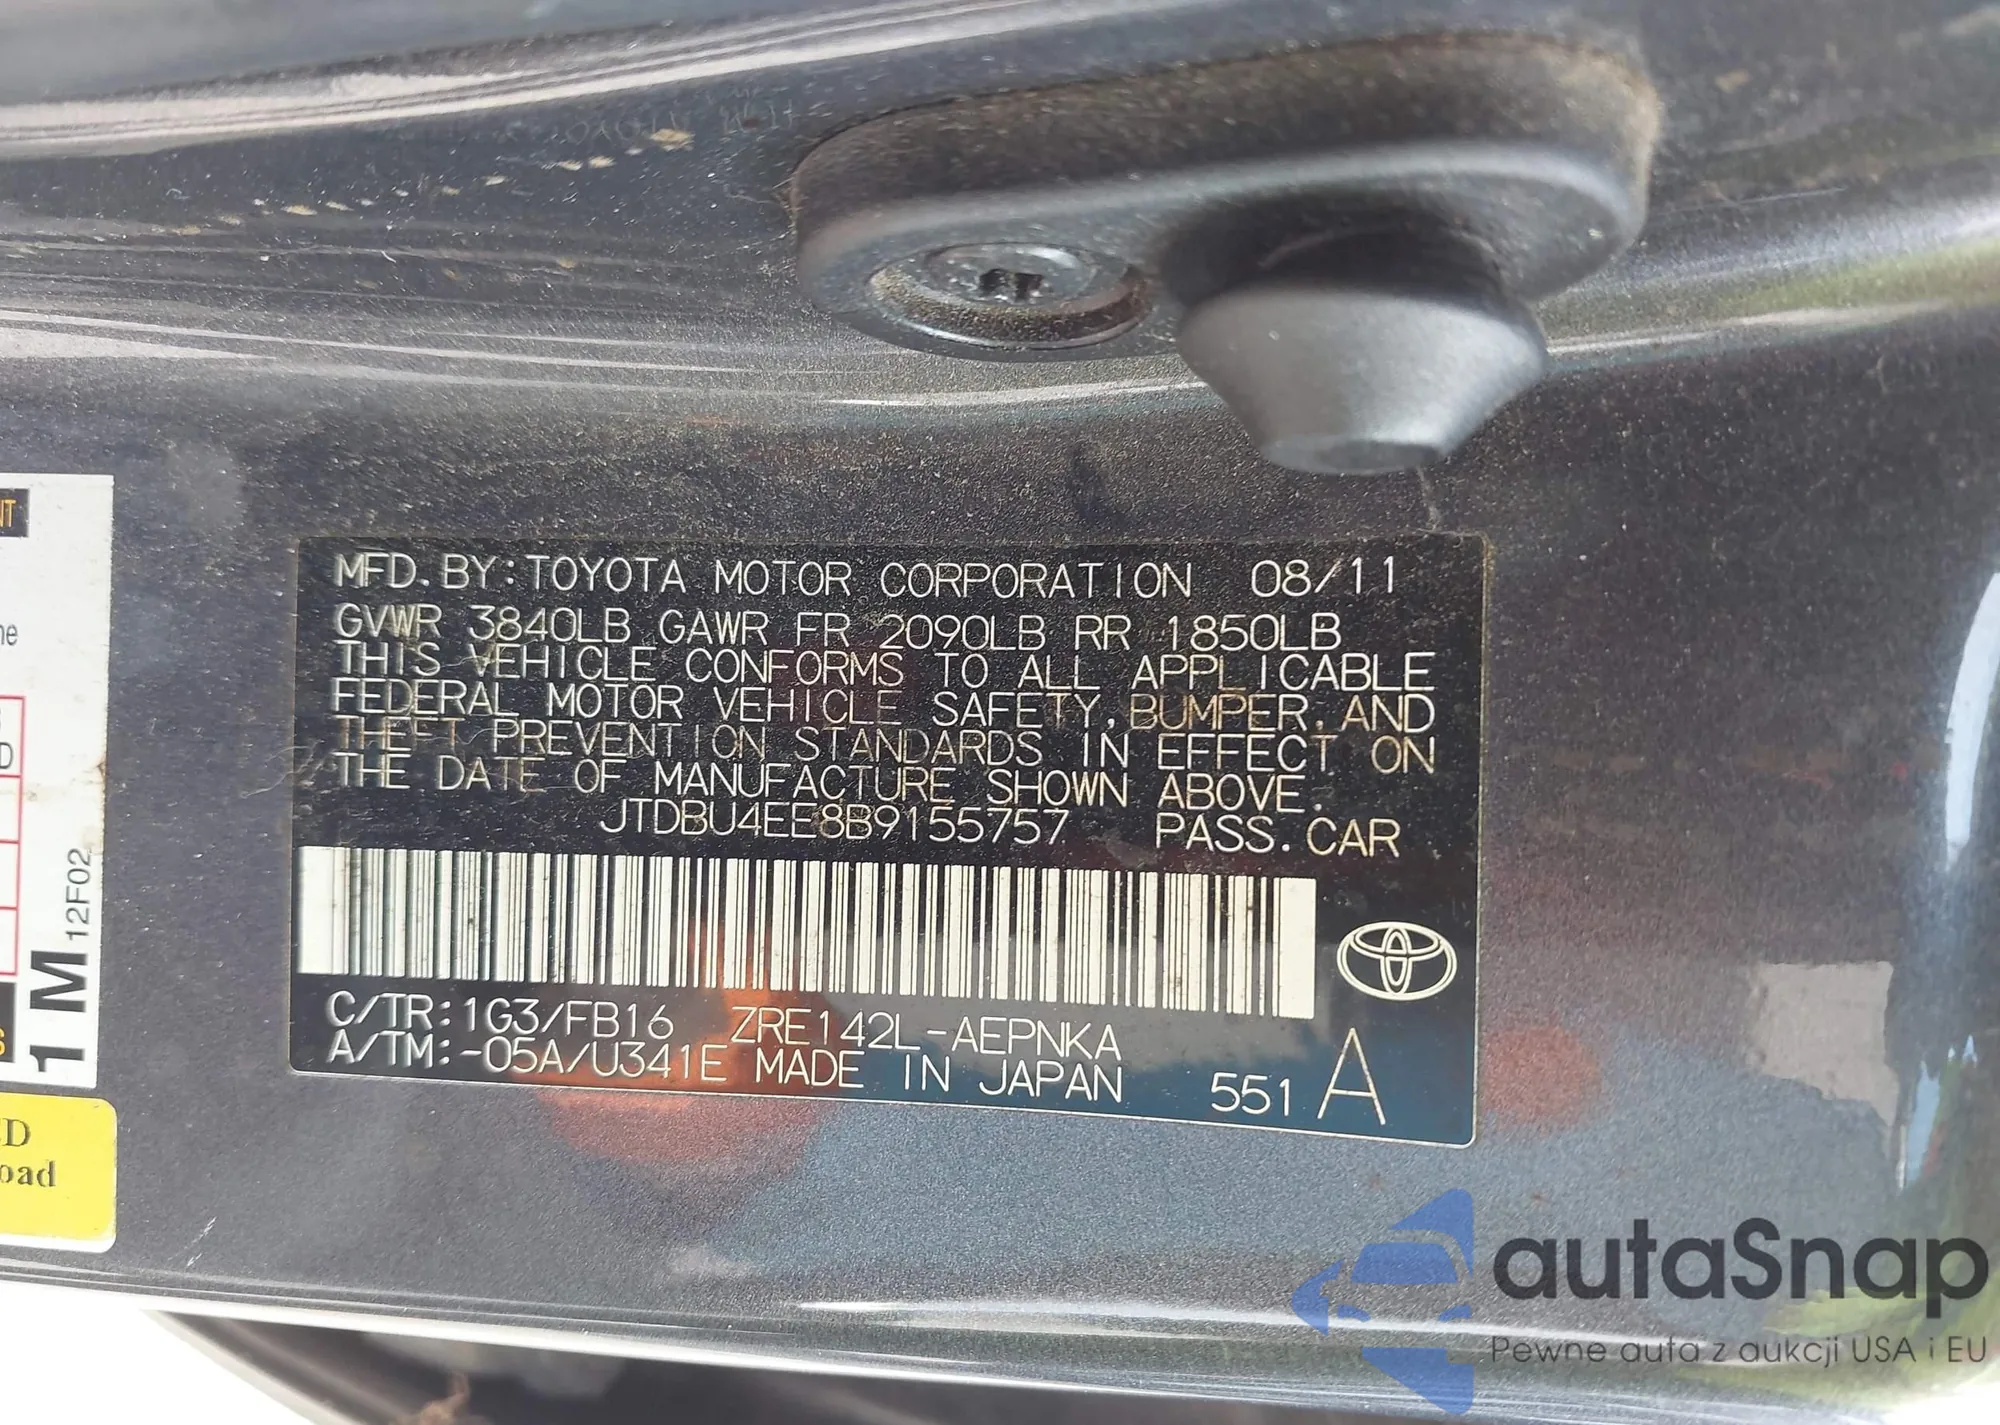 MFD. BY: TOYOTA MOTOR CORPORATION 08/11
GVWR 3840LB GAWR FR 2090LB RR 1850LB
THIS VEHICLE CONFORMS TO ALL APPLICABLE
FEDERAL MOTOR VEHICLE SAFETY, BUMPER, AND
THEFT PREVENTION STANDARDS IN EFFECT ON
THE DATE OF MANUFACTURE SHOWN ABOVE.
JTDBU4EE8B9155757 PASS. CAR
C/TR: 1G3/FB16 ZRE142L-AEPNKA
A/TM: -05A/U341E MADE IN JAPAN 551 A
1 M 12F02
autaSnap
Pewne auta z aukcji USA i EU